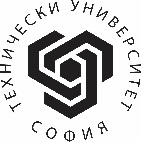 ТЕХНИЧЕСКИ УНИВЕРСИТЕТ
СОФИЯ